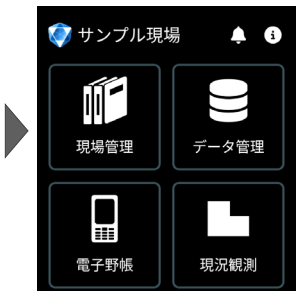 サンプル現場
現場管理
データ管理
電子野帳
現況観測